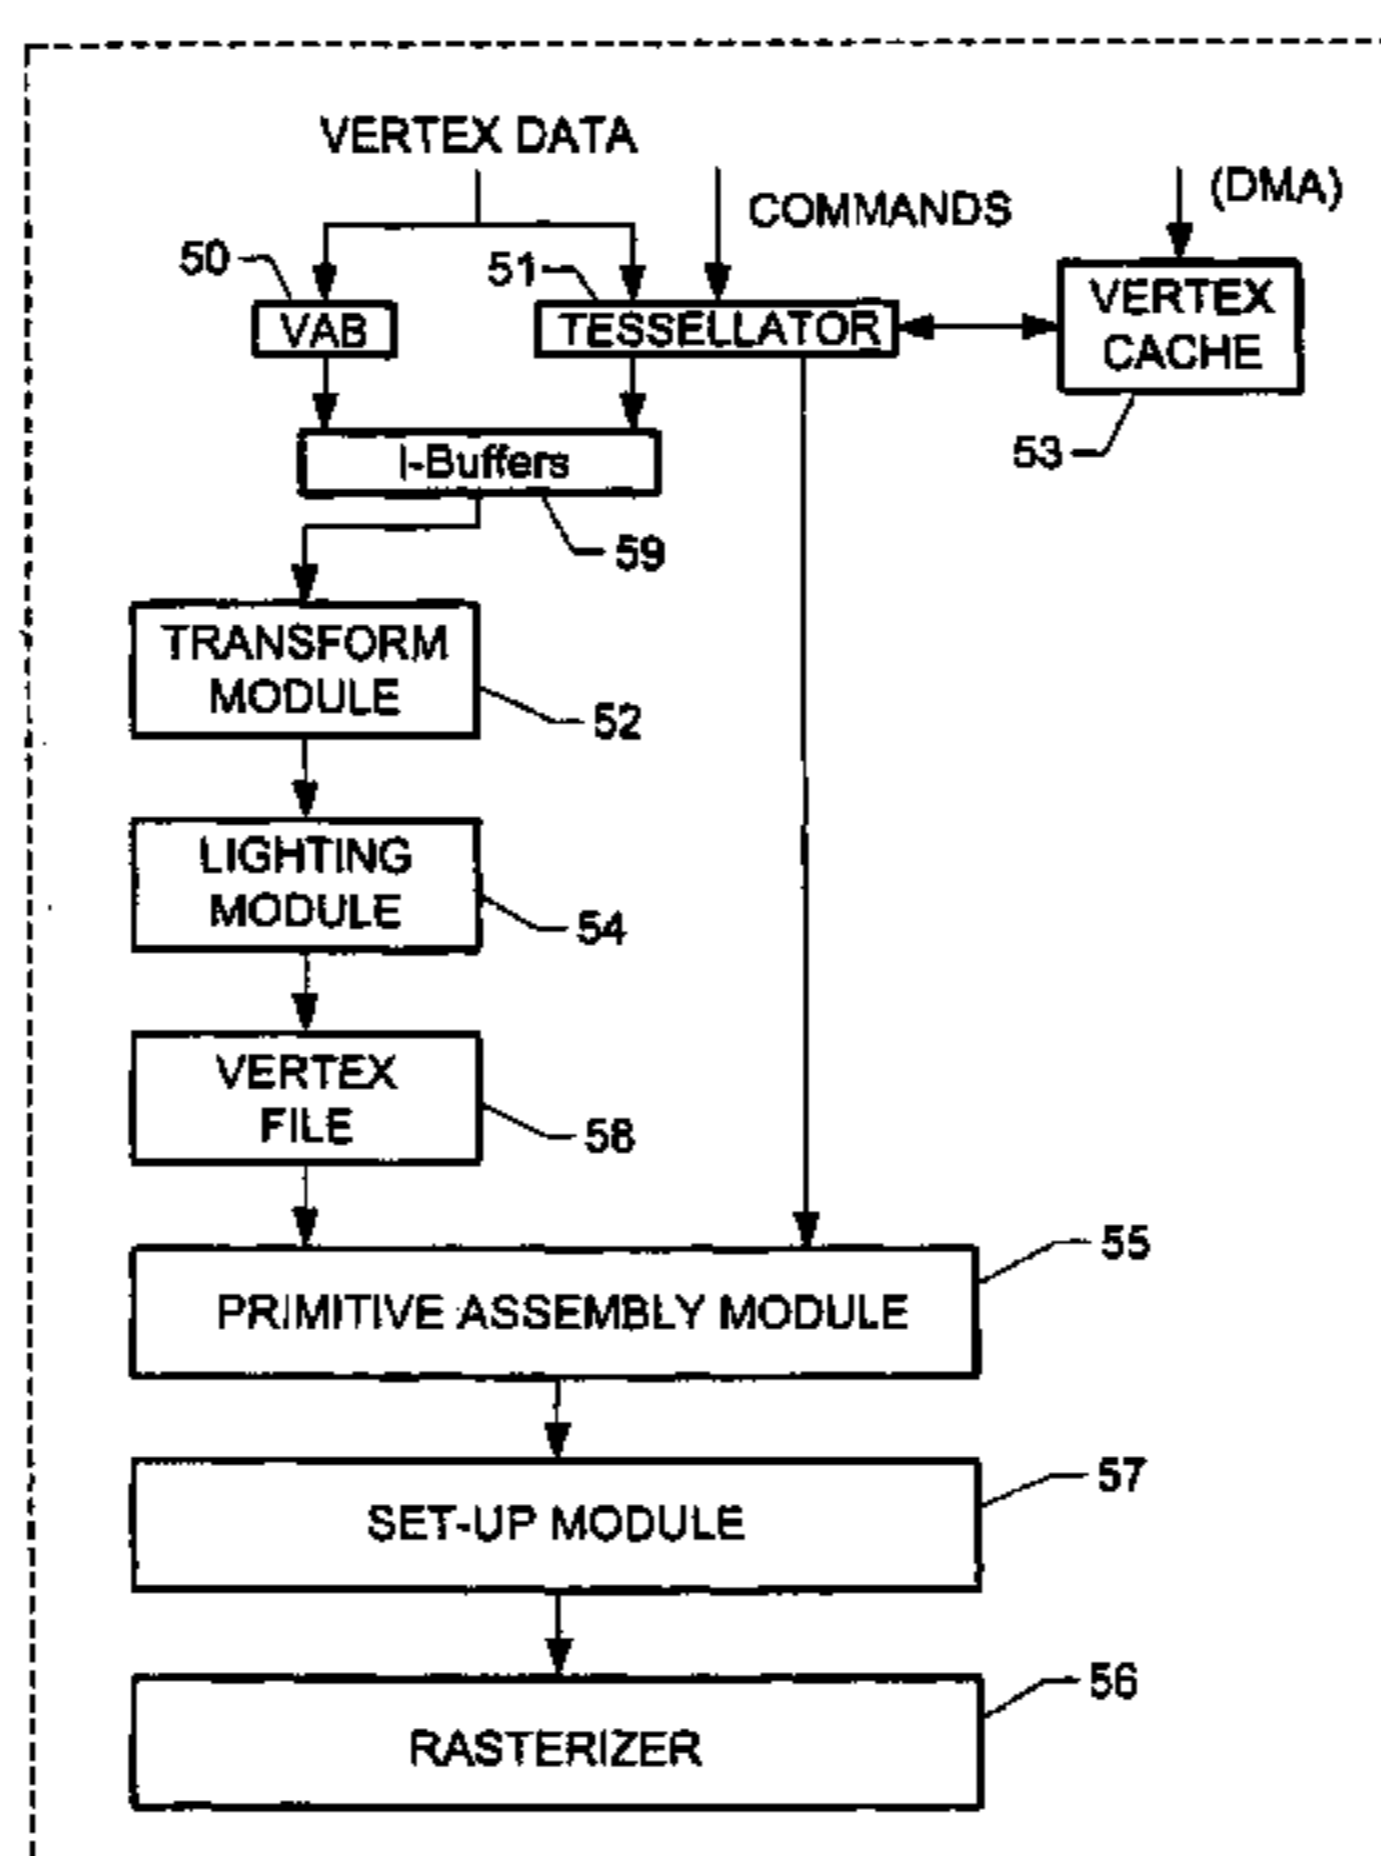 VERTEX DATA
COMMANDS
(DMA)
50
51
VAB
TESSELLATOR
VERTEX
CACHE
53
I-Buffers
59
TRANSFORM
MODULE
52
LIGHTING
MODULE
54
VERTEX
FILE
58
55
PRIMITIVE ASSEMBLY MODULE
57
SET-UP MODULE
56
RASTERIZER